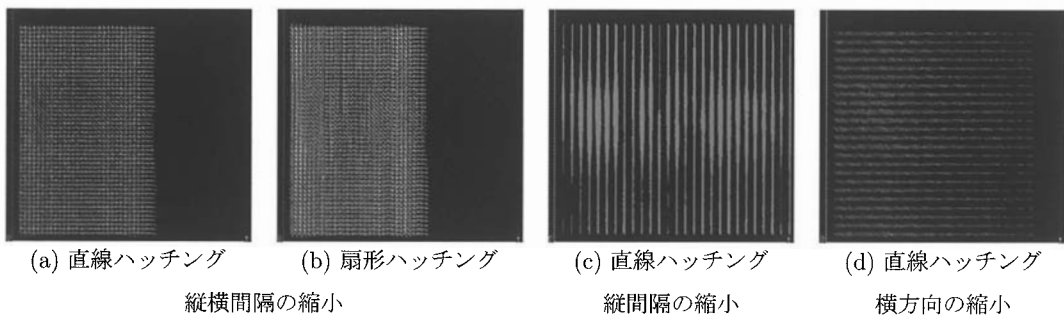 (a) 直線ハッチング
(b) 扇形ハッチング
(c) 直線ハッチング
(d) 直線ハッチング
縦横間隔の縮小
縦間隔の縮小
横方向の縮小